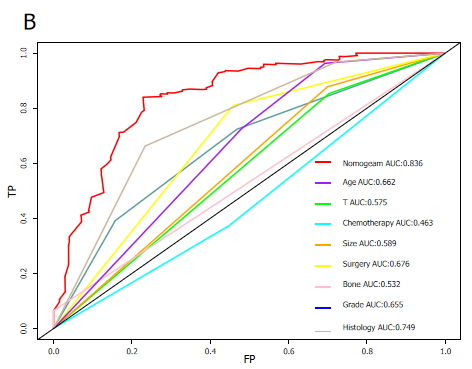 B
1.0
0.8
0.6
0.4
0.2
0.0
TP
Nomogeam AUC:0.836
Age AUC:0.662
T AUC:0.575
Chemotherapy AUC:0.463
Size AUC:0.589
Surgery AUC:0.676
Bone AUC:0.532
Grade AUC:0.655
Histology AUC:0.749
0.0 0.2 0.4 0.6 0.8 1.0
FP